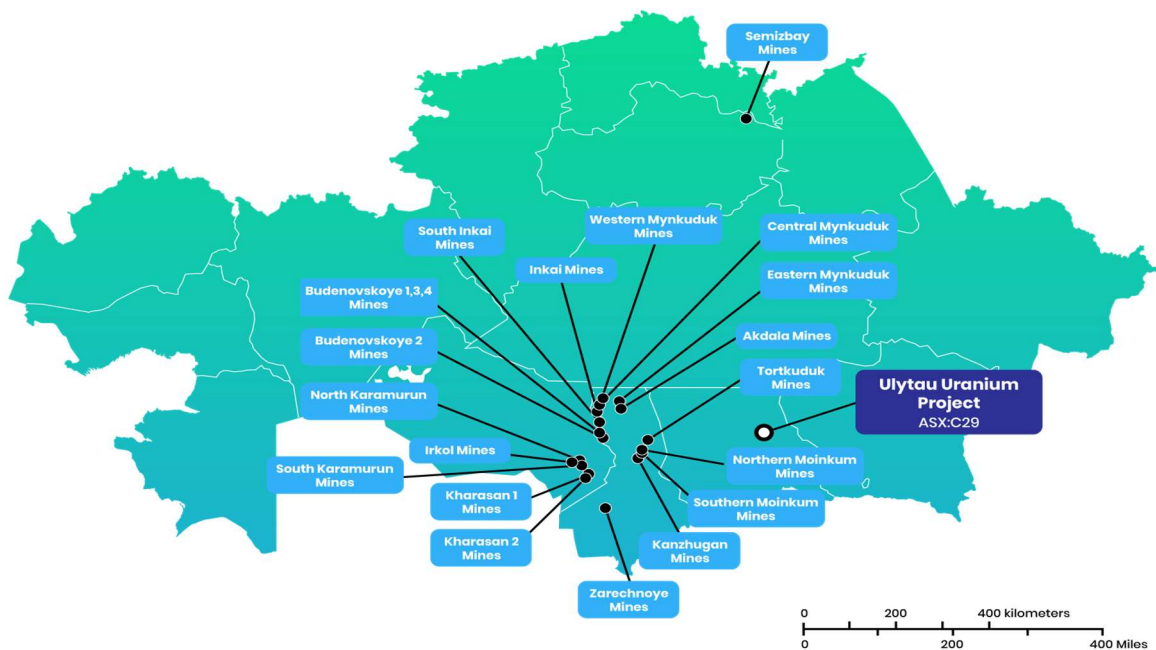 Semizbay
Mines
Western Mynkuduk
Mines
South Inkai
Mines
Central Mynkuduk
Mines
Inkai Mines
Eastern Mynkuduk
Mines
Budenovskoye 1,3,4
Mines
Akdala Mines
Budenovskoye 2
Mines
Tortkuduk
Mines
Ulytau Uranium
Project
ASX:C29
North Karamurun
Mines
Irkol Mines
Northern Moinkum
Mines
South Karamurun
Mines
Kharasan 1
Mines
Southern Moinkum
Mines
Kharasan 2
Mines
Kanzhugan
Mines
Zarechnoye
Mines
0 200 400 kilometers
0 200 400 Miles